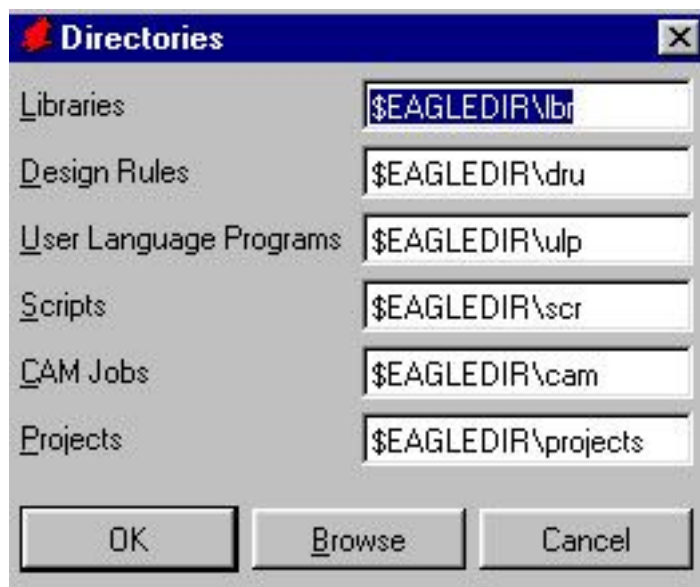 Directories
Libraries $EAGLEDIR\lbr
Design Rules $EAGLEDIR\dru
User Language Programs $EAGLEDIR\ulp
Scripts $EAGLEDIR\scr
CAM Jobs $EAGLEDIR\cam
Projects $EAGLEDIR\projects
OK Browse Cancel